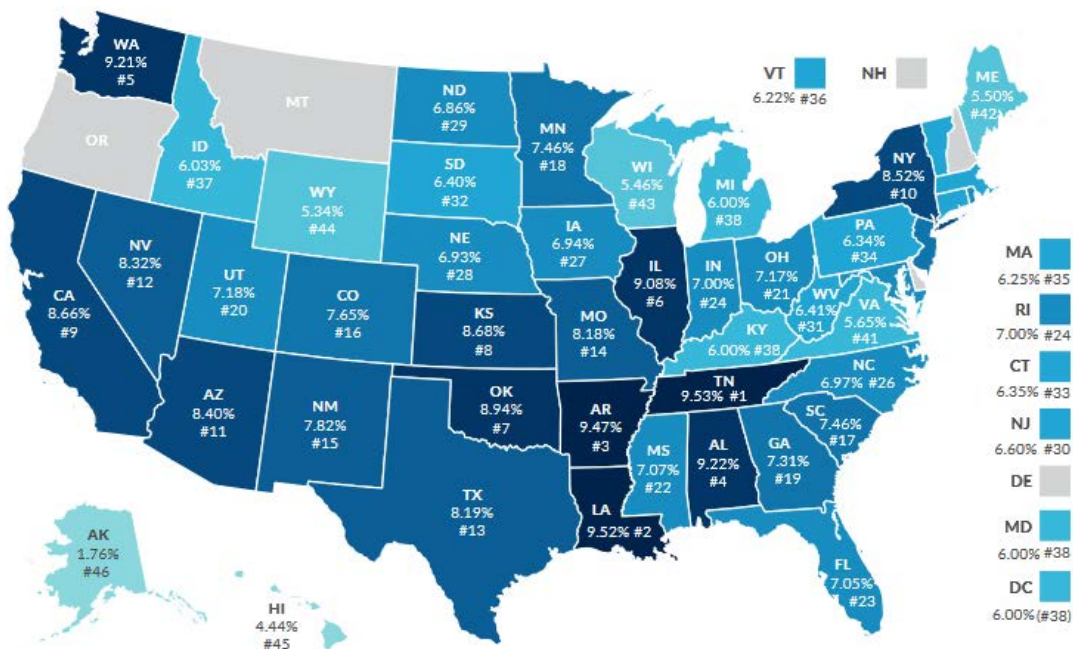 WA
9.21%
#5
MT
ND
6.86%
#29
MN
7.46%
#18
VT
6.22% #36
NH
ME
5.50%
#42
OR
ID
6.03%
#37
WY
5.34%
#44
SD
6.40%
#32
WI
5.46%
#43
MI
6.00%
#38
NY
8.52%
#10
NV
8.32%
#12
UT
7.18%
#20
CO
7.65%
#16
NE
6.93%
#28
IA
6.94%
#27
IL
9.08%
#6
IN
7.00%
#24
OH
7.17%
#21
PA
6.34%
#34
CA
8.66%
#9
KS
8.68%
#8
MO
8.18%
#14
KY
6.00% #38
WV
6.41%
#31
VA
5.65%
#41
AZ
8.40%
#11
NM
7.82%
#15
OK
8.94%
#7
AR
9.47%
#3
TN
9.53% #1
NC
6.97% #26
SC
7.46%
#17
TX
8.19%
#13
LA
9.52% #2
MS
7.07%
#22
AL
9.22%
#4
GA
7.31%
#19
FL
7.05%
#23
AK
1.76%
#46
HI
4.44%
#45
MA
6.25% #35
RI
7.00% #24
CT
6.35% #33
NJ
6.60% #30
DE
MD
6.00% #38
DC
6.00%(#38)